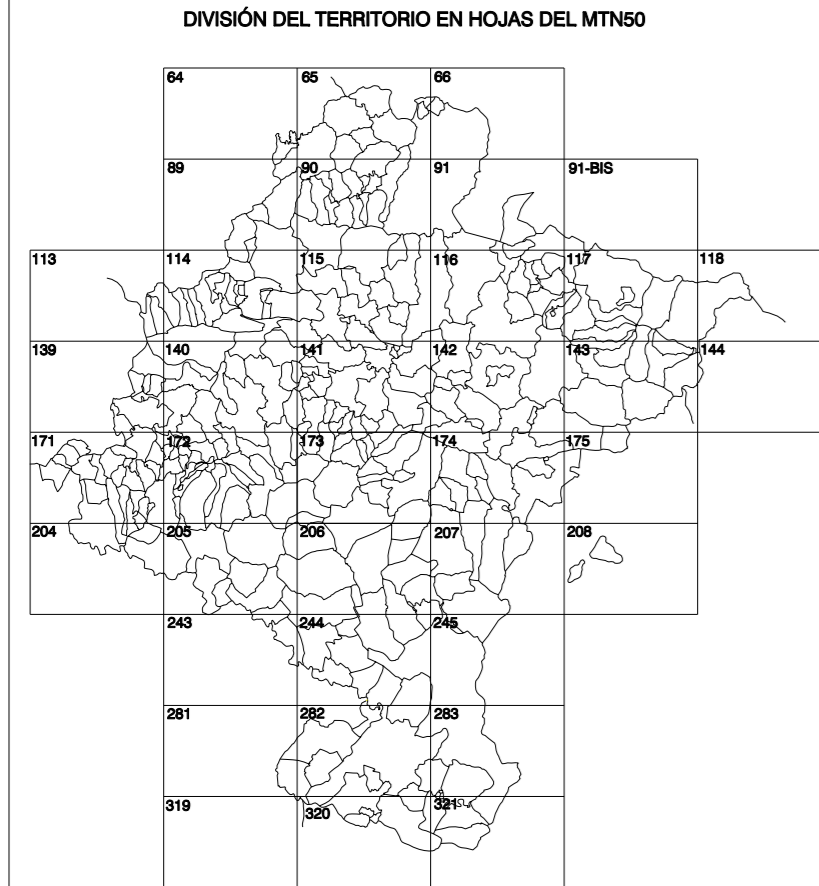 DIVISIÓN DEL TERRITORIO EN HOJAS DEL MTN50
64 65 66
89 90 91 91-BIS
113 114 115 116 117 118
139 140 141 142 143 144
171 172 173 174 175
204 205 206 207 208
243 244 245
281 282 283
319 320 321